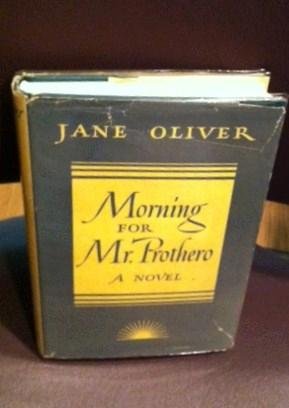 JANE OLIVER
Morning
FOR
Mr. Prothero
A NOVEL